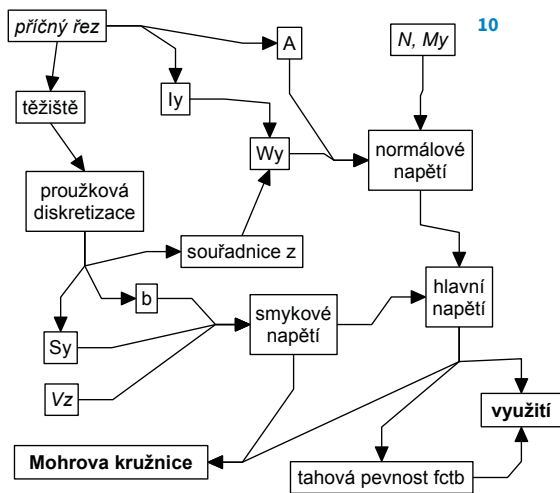 příčný řez
A
N, My
10
těžiště
Iy
Wy
normálové
napětí
proužková
diskretizace
souřadnice z
b
smykové
napětí
hlavní
napětí
Sy
Vz
využití
Mohrova kružnice
tahová pevnost fctb